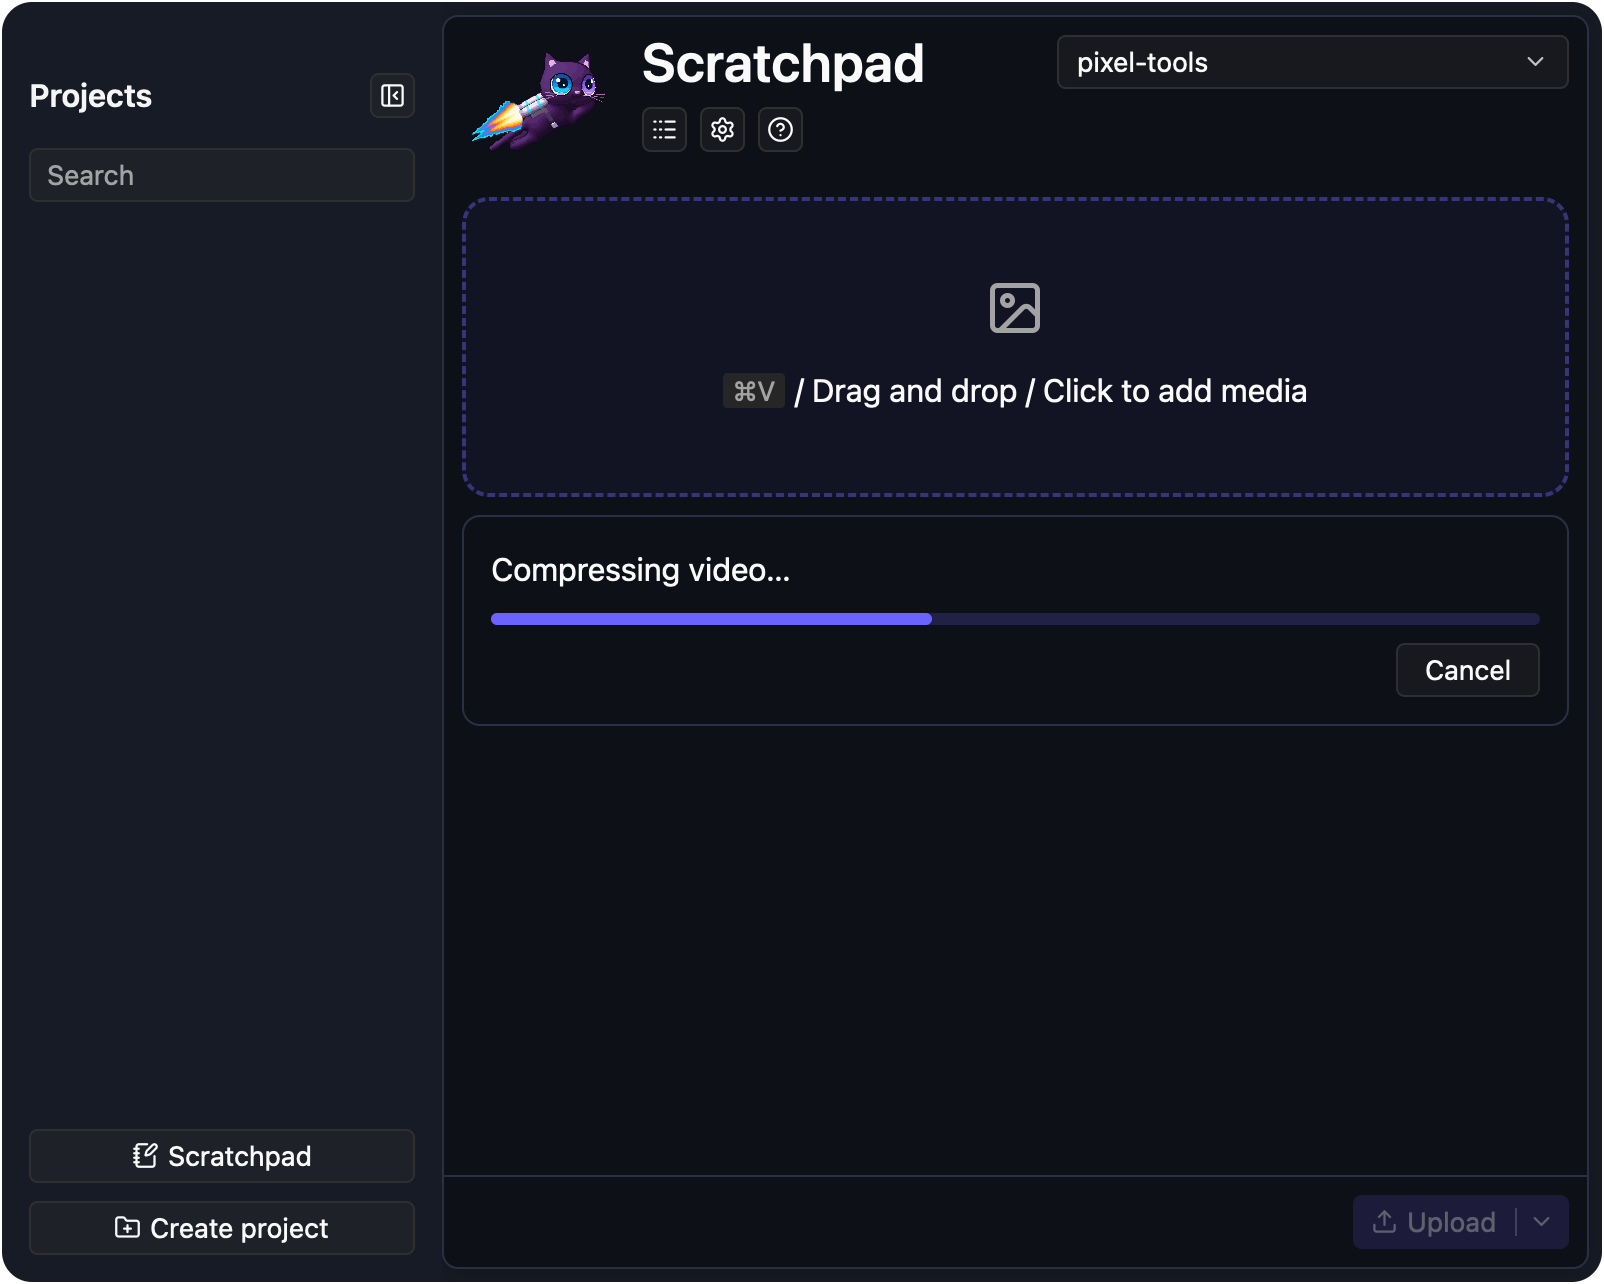 Projects
Search
Scratchpad
Create project
Scratchpad
pixel-tools
⌘V / Drag and drop / Click to add media
Compressing video...
Cancel
Upload